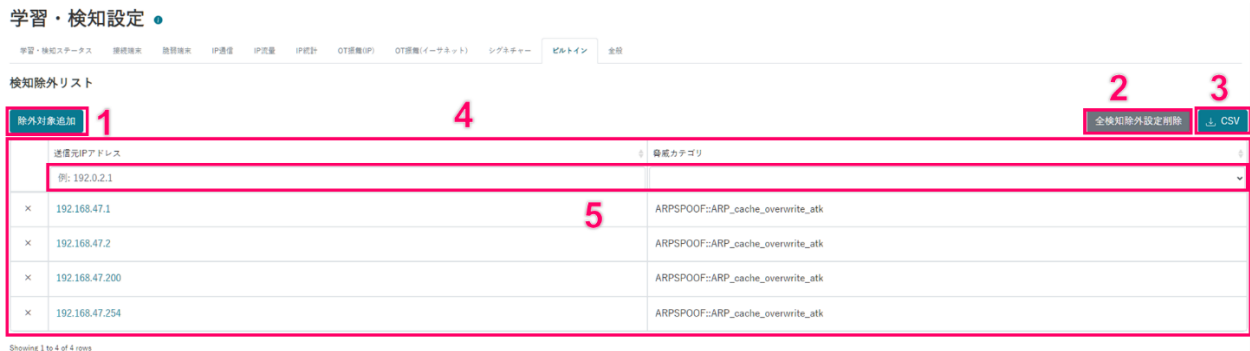 学習・検知設定
学習・検知ステータス 接続端末 脆弱端末 IP通信 IP流量 IP統計 OT振舞(IP) OT振舞(イーサネット) シグネチャー ビルトイン 全般
検知除外リスト
除外対象追加 1 4 2 全検知除外設定削除 3 CSV
送信元IPアドレス 脅威カテゴリ
例: 192.0.2.1
× 192.168.47.1 5 ARPSPOOF::ARP_cache_overwrite_atk
× 192.168.47.2 ARPSPOOF::ARP_cache_overwrite_atk
× 192.168.47.200 ARPSPOOF::ARP_cache_overwrite_atk
× 192.168.47.254 ARPSPOOF::ARP_cache_overwrite_atk
Showing 1 to 4 of 4 rows